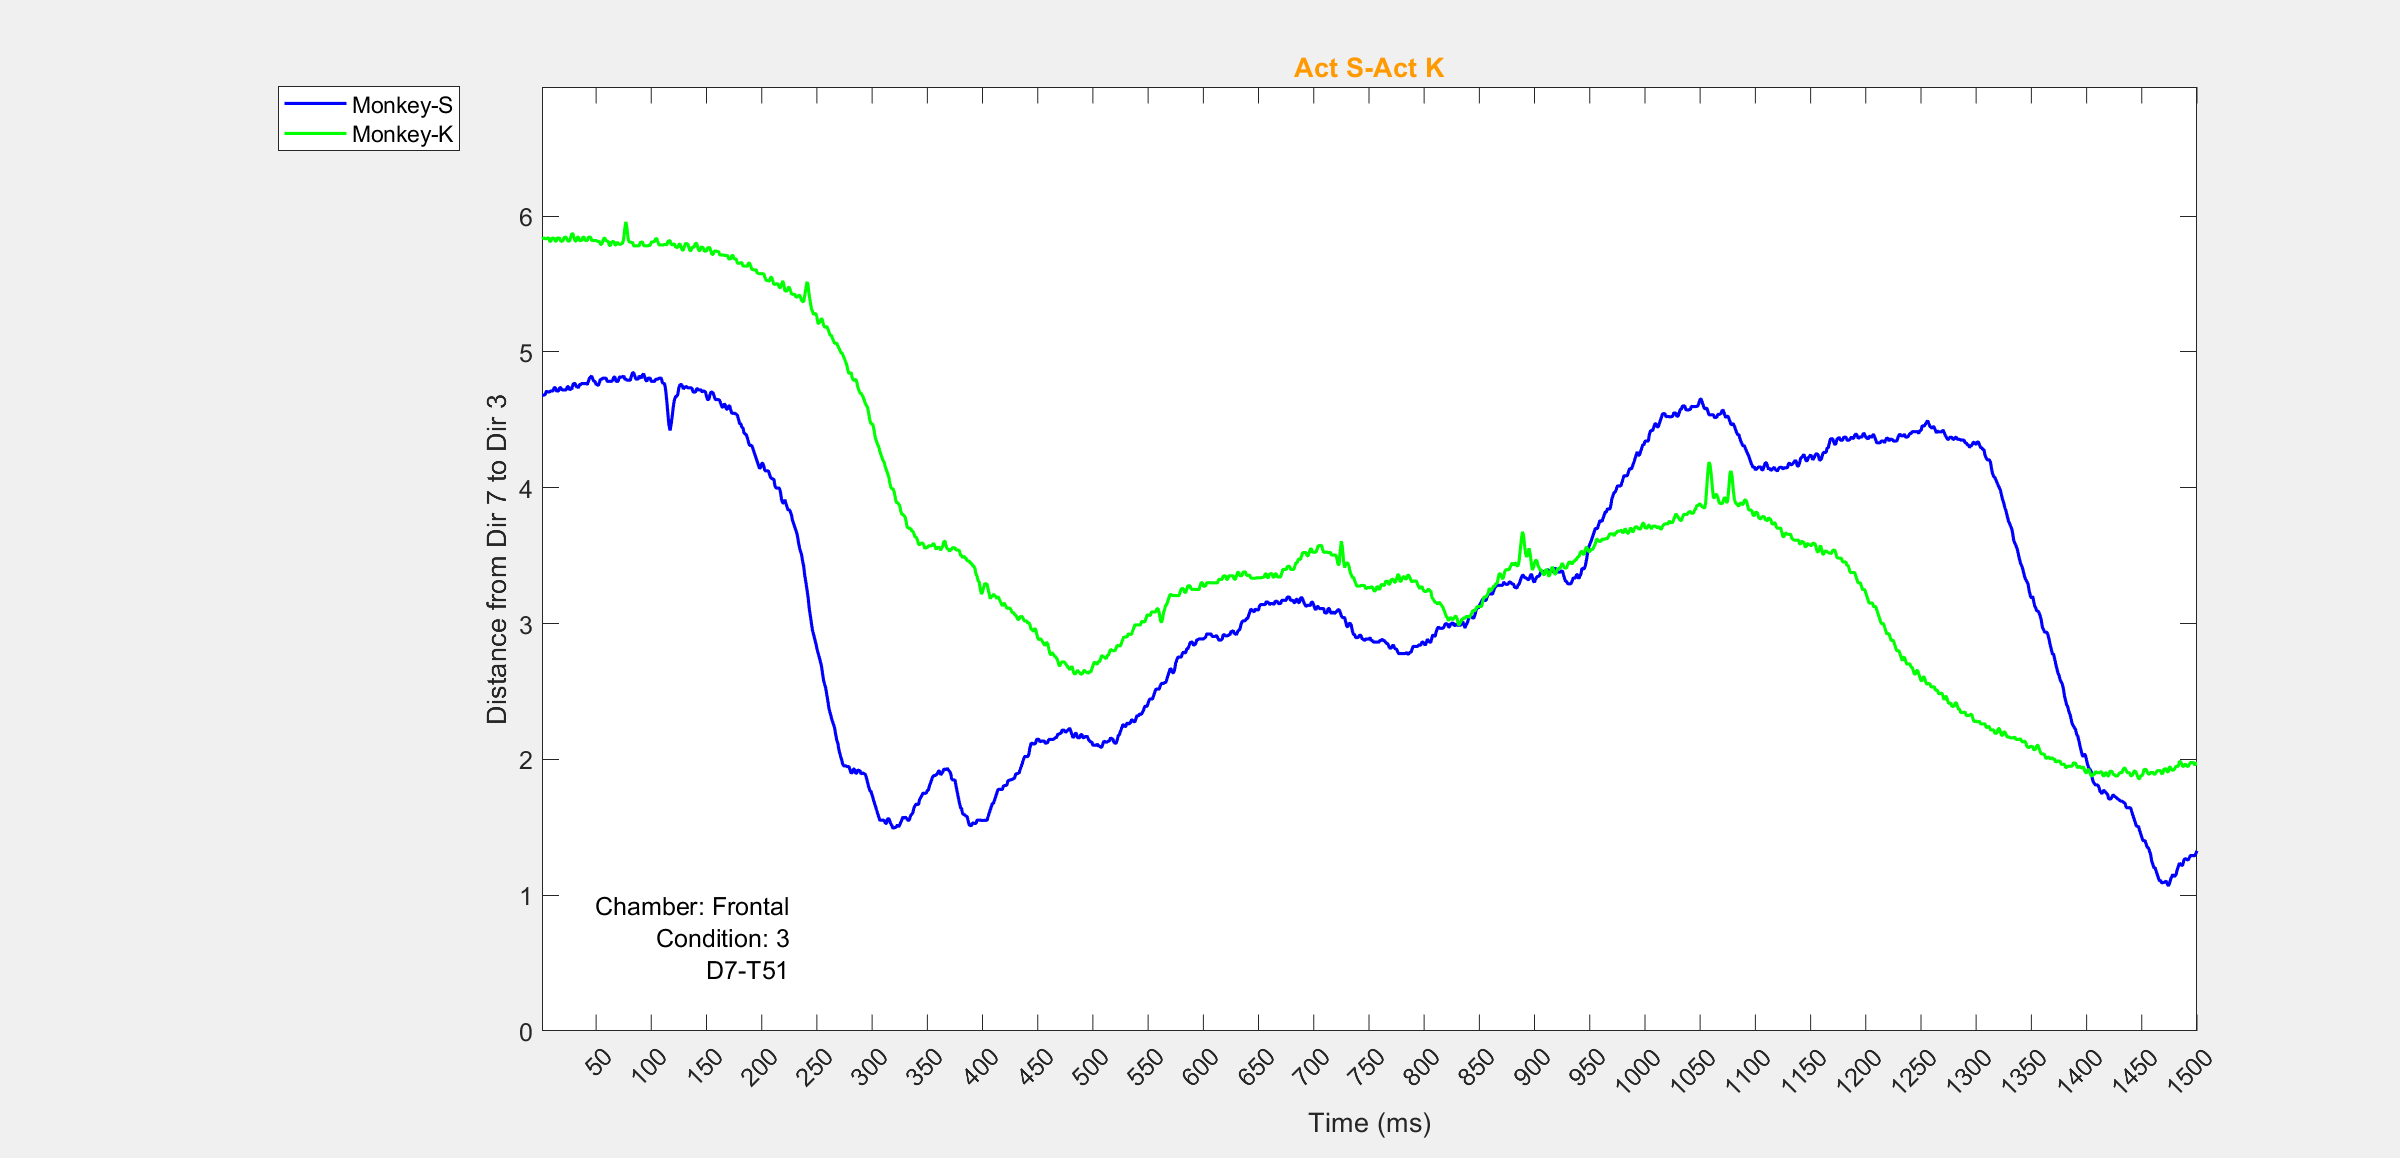 Act S-Act K
Monkey-S
Monkey-K
Distance from Dir 7 to Dir 3
6
5
4
3
2
1
0
Chamber: Frontal
Condition: 3
D7-T51
50 100 150 200 250 300 350 400 450 500 550 600 650 700 750 800 850 900 950 1000 1050 1100 1150 1200 1250 1300 1350 1400 1450 1500
Time (ms)